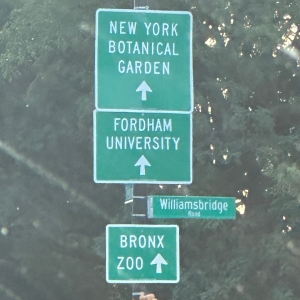 NEW YORK
BOTANICAL
GARDEN
FORDHAM
UNIVERSITY
Williamsbridge
Road
BRONX
ZOO